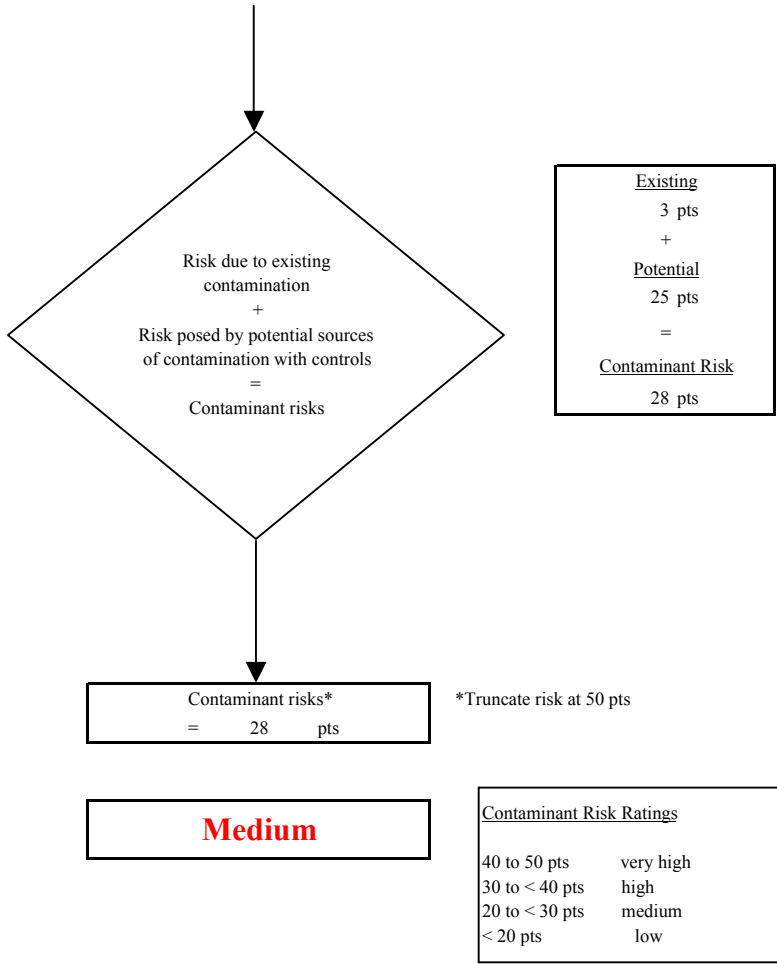 Risk due to existing
contamination
+
Risk posed by potential sources
of contamination with controls
=
Contaminant risks
Existing
3 pts
+
Potential
25 pts
=
Contaminant Risk
28 pts
Contaminant risks*
= 28 pts
*Truncate risk at 50 pts
Medium
Contaminant Risk Ratings
40 to 50 pts very high
30 to < 40 pts high
20 to < 30 pts medium
< 20 pts low